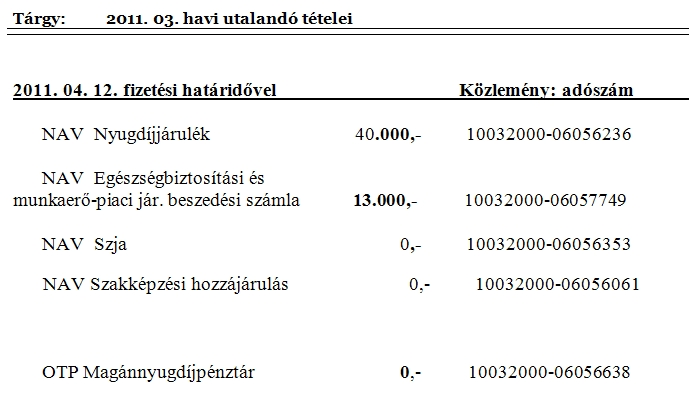 Tárgy: 2011. 03. havi utalandó tételei
2011. 04. 12. fizetési határidővel Közlemény: adószám
NAV Nyugdíjjárulék 40.000,- 10032000-06056236
NAV Egészségbiztosítási és
munkaerő-piaci jár. beszedési számla 13.000,- 10032000-06057749
NAV Szja 0,- 10032000-06056353
NAV Szakképzési hozzájárulás 0,- 10032000-06056061
OTP Magánnyugdíjpénztár 0,- 10032000-06056638